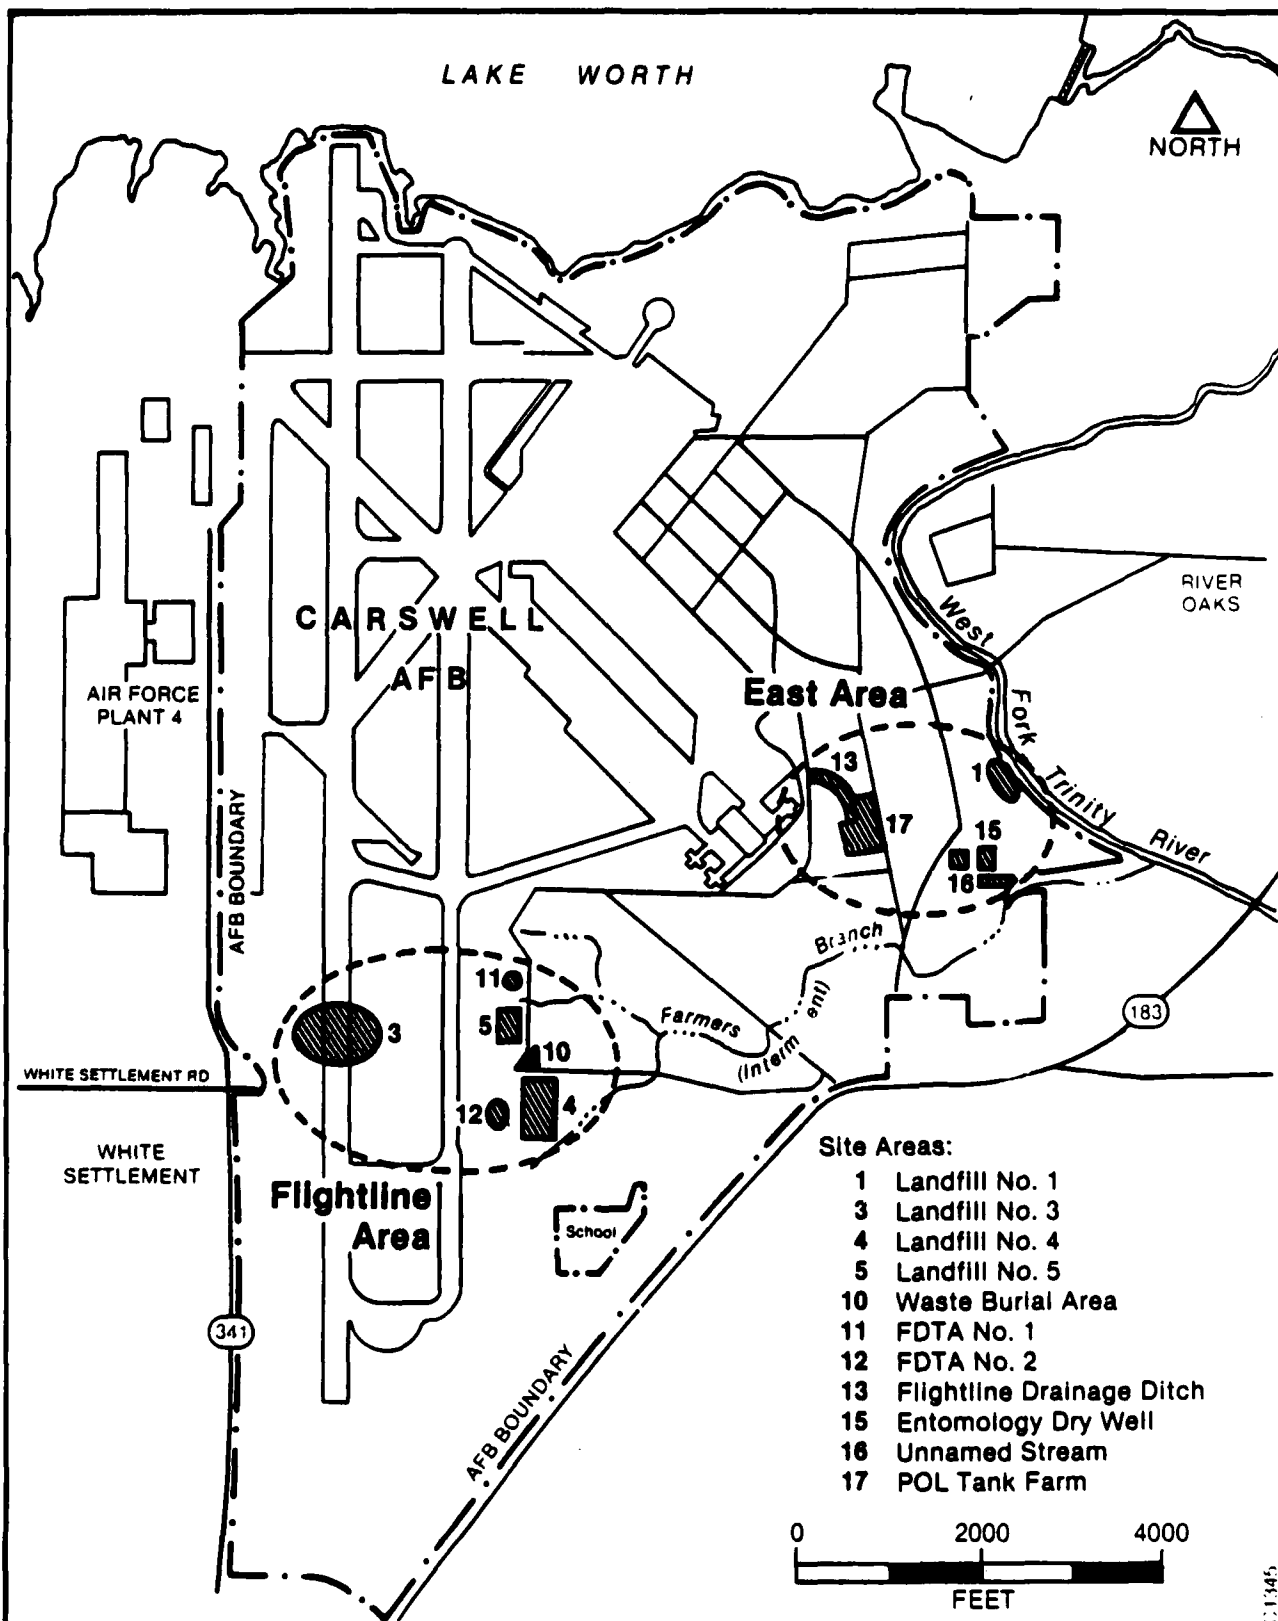 LAKE WORTH
NORTH
RIVER
OAKS
CARSWELL
AFB
AIR FORCE
PLANT 4
East Area
West
Fork
Trinity
River
13
1
17
15
16
AFB BOUNDARY
Branch
Farmers
11
5
3
10
12
4
183
WHITE SETTLEMENT RD
WHITE
SETTLEMENT
Flightline
Area
School
341
AFB BOUNDARY
Site Areas:
1 Landfill No. 1
3 Landfill No. 3
4 Landfill No. 4
5 Landfill No. 5
10 Waste Burial Area
11 FDTA No. 1
12 FDTA No. 2
13 Flightline Drainage Ditch
15 Entomology Dry Well
16 Unnamed Stream
17 POL Tank Farm
0 2000 4000
FEET